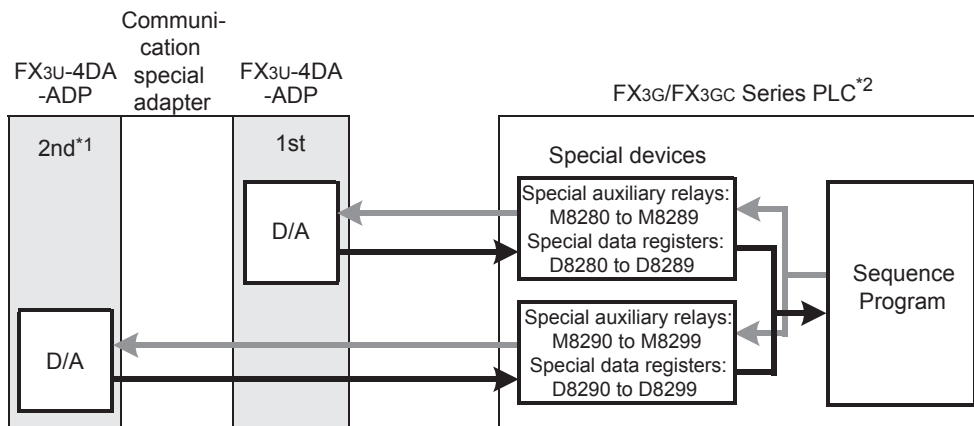 Communi-
cation
special
adapter
FX3U-4DA
-ADP
FX3U-4DA
-ADP
FX3G/FX3GC Series PLC*2
2nd*1
1st
Special devices
D/A
Special auxiliary relays:
M8280 to M8289
Special data registers:
D8280 to D8289
Sequence
Program
D/A
Special auxiliary relays:
M8290 to M8299
Special data registers:
D8290 to D8299